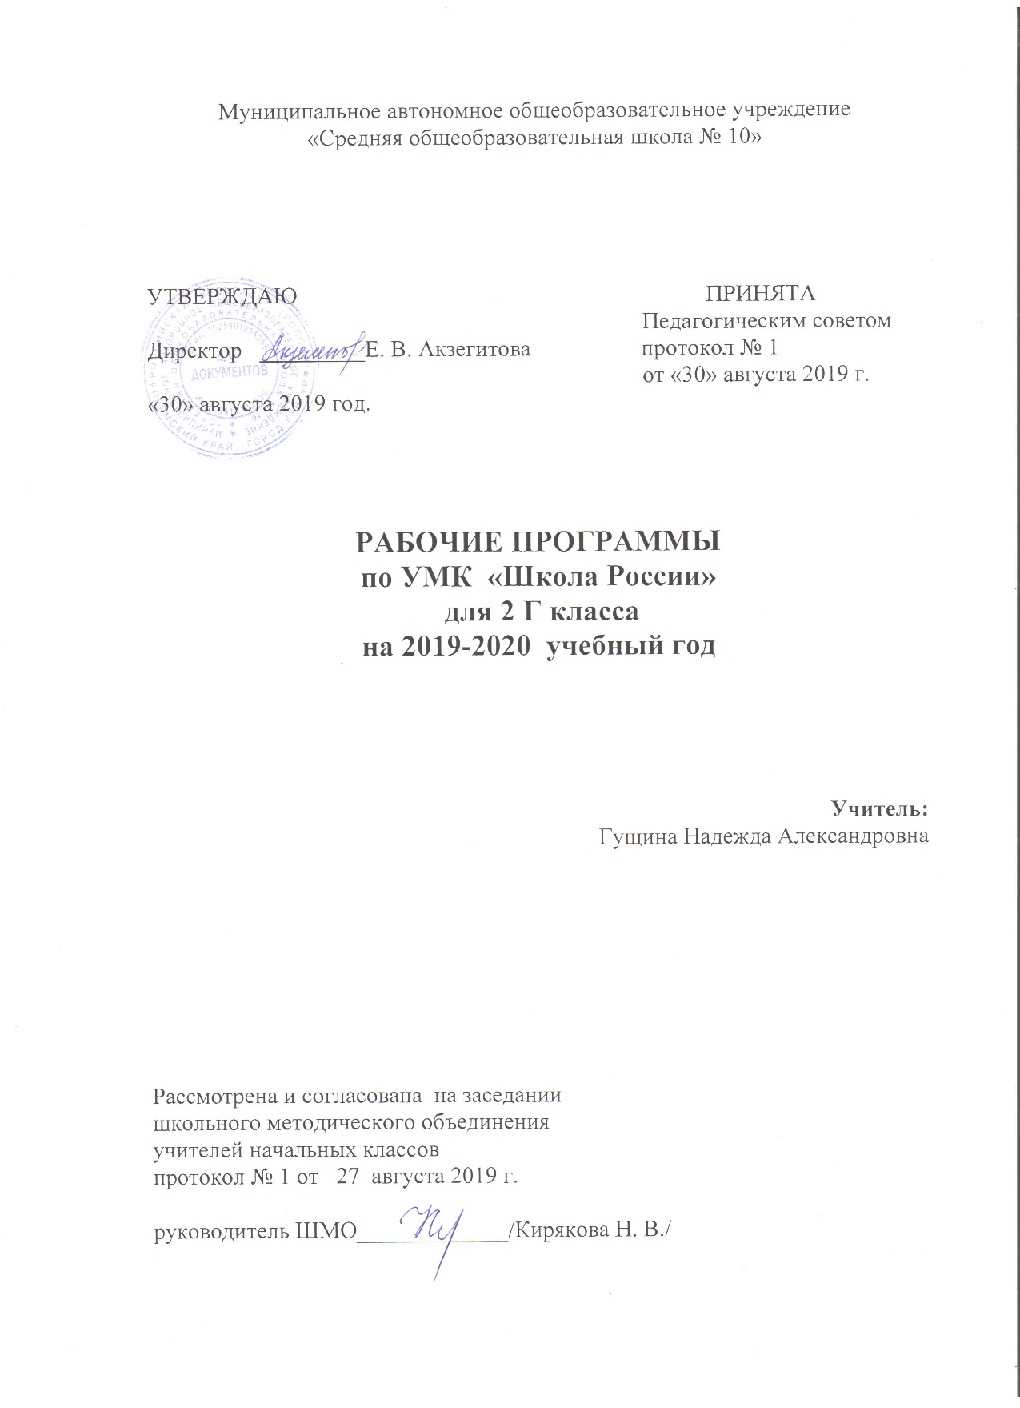 Муниципальное автономное общеобразовательное учреждение
«Средняя общеобразовательная школа № 10»
УТВЕРЖДАЮ
Директор Е. В. Акзегитова
«30» августа 2019 год.
ДОКУМЕНТОВ
ПРИНЯТА
Педагогическим советом
протокол № 1
от «30» августа 2019 г.
РАБОЧИЕ ПРОГРАММЫ
по УМК «Школа России»
для 2 Г класса
на 2019-2020 учебный год
Учитель:
Гущина Надежда Александровна
Рассмотрена и согласована на заседании
школьного методического объединения
учителей начальных классов
протокол № 1 от 27 августа 2019 г.
руководитель ШМО____________/Кирякова Н. В./